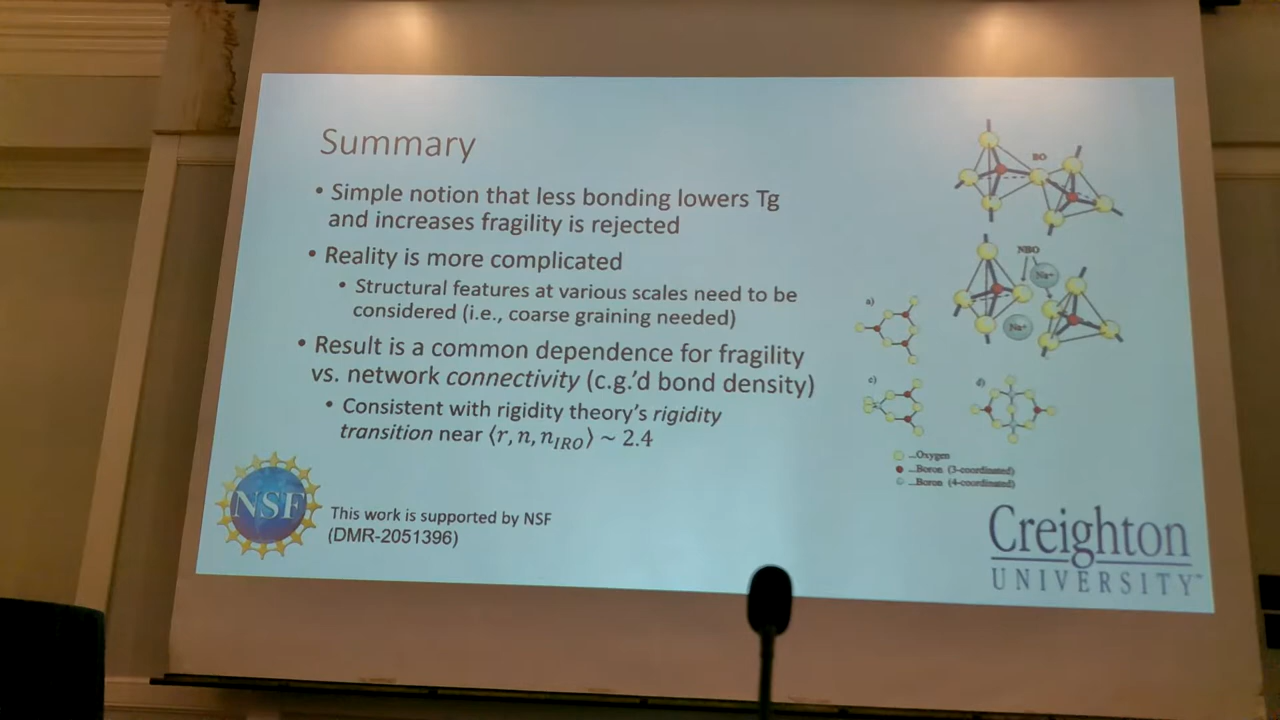 Summary
• Simple notion that less bonding lowers Tg
and increases fragility is rejected
• Reality is more complicated
• Structural features at various scales need to be
considered (i.e., coarse graining needed)
• Result is a common dependence for fragility
vs. network connectivity (c.g.'d bond density)
• Consistent with rigidity theory's rigidity
transition near ⟨r, n, n_IRO⟩ ~ 2.4
NSF
This work is supported by NSF
(DMR-2051396)
BO
NBO
Na+
Na+
a)
c)
d)
...Oxygen
...Boron (3-coordinated)
...Boron (4-coordinated)
Creighton
UNIVERSITY